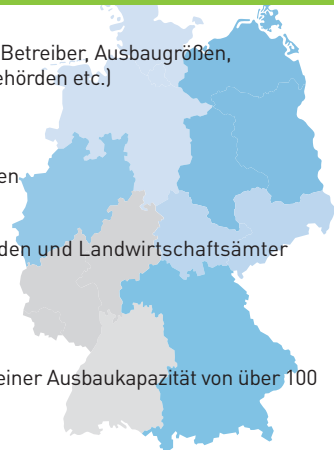 Betreiber, Ausbaugrößen,
ehörden etc.)
en
den und Landwirtschaftsämter
einer Ausbaukapazität von über 100